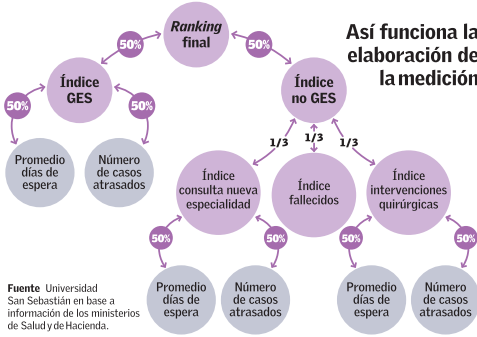 Así funciona la
elaboración de
la medición
Ranking
final
50%
50%
Índice
GES
Índice
no GES
50%
50%
1/3
1/3
1/3
Promedio
días de
espera
Número
de casos
atrasados
Índice
consulta nueva
especialidad
Índice
fallecidos
Índice
intervenciones
quirúrgicas
50%
50%
50%
50%
Promedio
días de
espera
Número
de casos
atrasados
Promedio
días de
espera
Número
de casos
atrasados
Fuente Universidad
San Sebastián en base a
información de los ministerios
de Salud y de Hacienda.